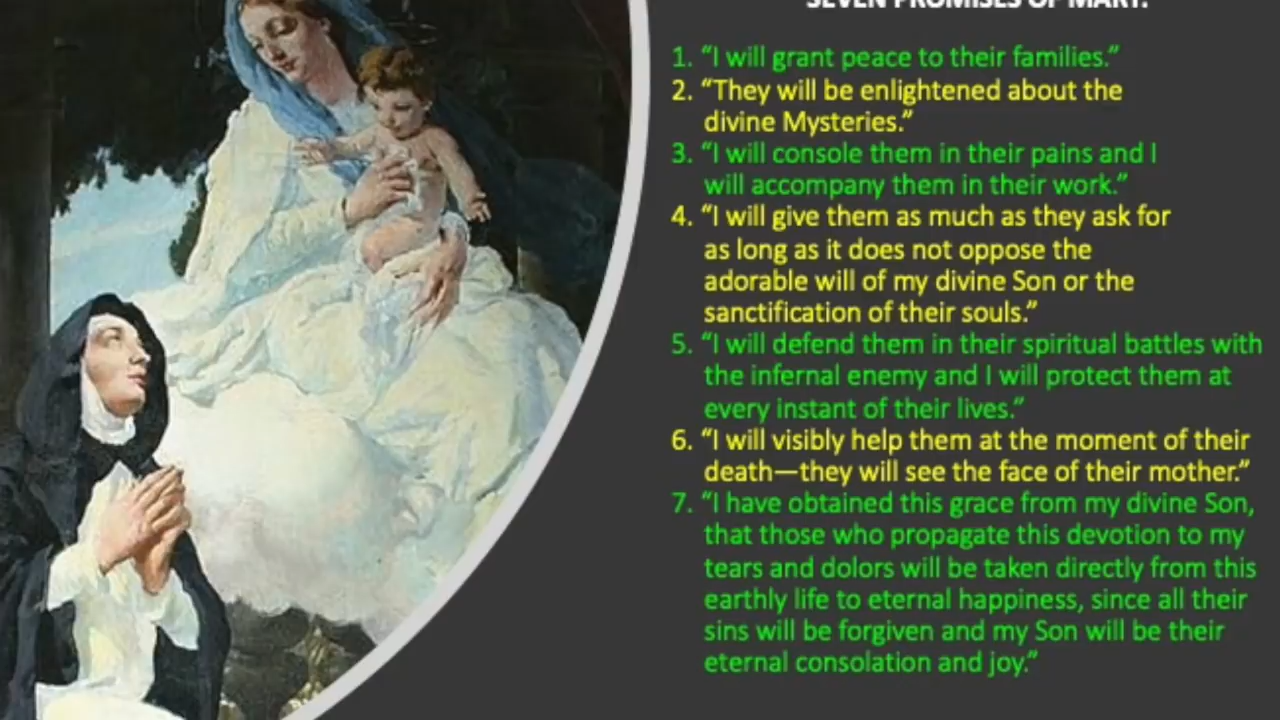 SEVEN PROMISES OF MARY:
1. “I will grant peace to their families.”
2. “They will be enlightened about the
divine Mysteries.”
3. “I will console them in their pains and I
will accompany them in their work.”
4. “I will give them as much as they ask for
as long as it does not oppose the
adorable will of my divine Son or the
sanctification of their souls.”
5. “I will defend them in their spiritual battles with
the infernal enemy and I will protect them at
every instant of their lives.”
6. “I will visibly help them at the moment of their
death—they will see the face of their mother.”
7. “I have obtained this grace from my divine Son,
that those who propagate this devotion to my
tears and dolors will be taken directly from this
earthly life to eternal happiness, since all their
sins will be forgiven and my Son will be their
eternal consolation and joy.”